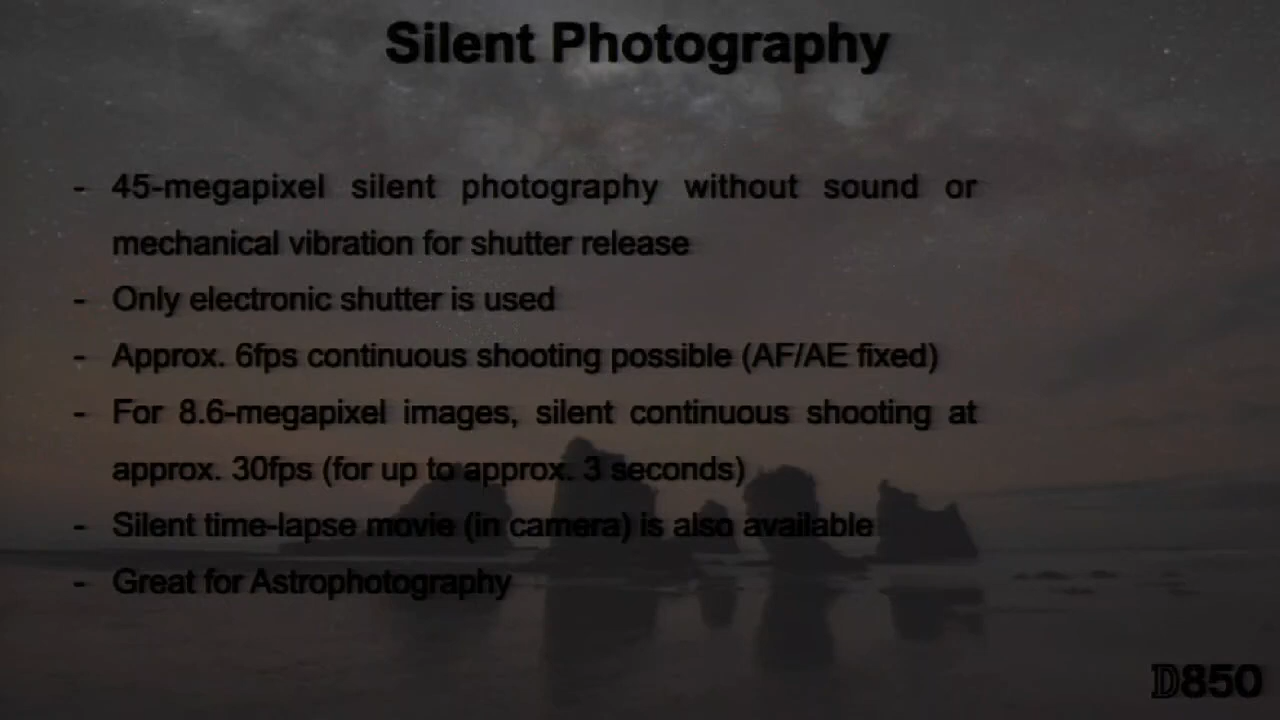 Silent Photography
- 45-megapixel silent photography without sound or
mechanical vibration for shutter release
- Only electronic shutter is used
- Approx. 6fps continuous shooting possible (AF/AE fixed)
- For 8.6-megapixel images, silent continuous shooting at
approx. 30fps (for up to approx. 3 seconds)
- Silent time-lapse movie (in camera) is also available
- Great for Astrophotography
D850